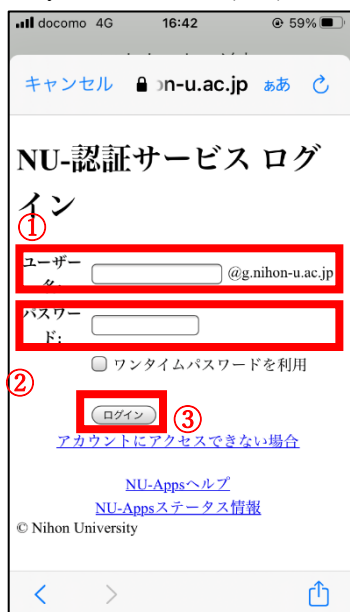 docomo 4G 16:42 59%
キャンセル n-u.ac.jp ぁあ
NU-認証サービス ログ
イン
①
ユーザー
名: @g.nihon-u.ac.jp
パスワー
ド:
ワンタイムパスワードを利用
②
ログイン ③
アカウントにアクセスできない場合
NU-Appsヘルプ
NU-Appsステータス情報
© Nihon University